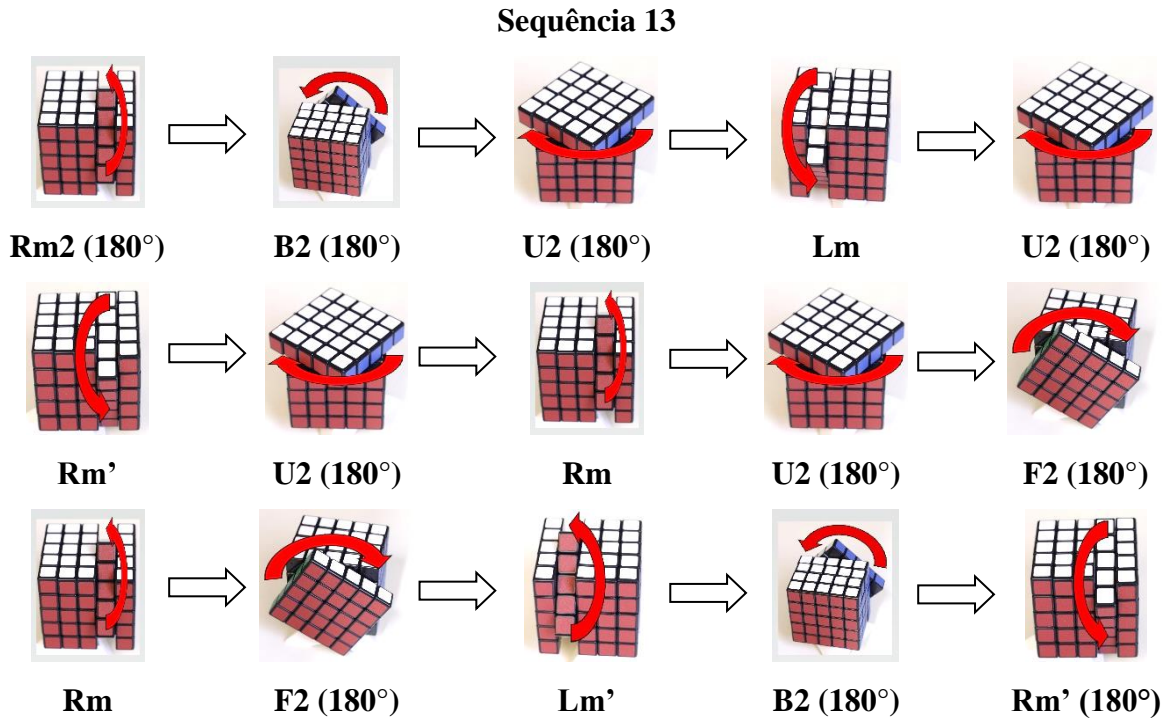 Sequência 13
Rm2 (180°) B2 (180°) U2 (180°) Lm U2 (180°)
Rm’ U2 (180°) Rm U2 (180°) F2 (180°)
Rm F2 (180°) Lm’ B2 (180°) Rm’ (180°)